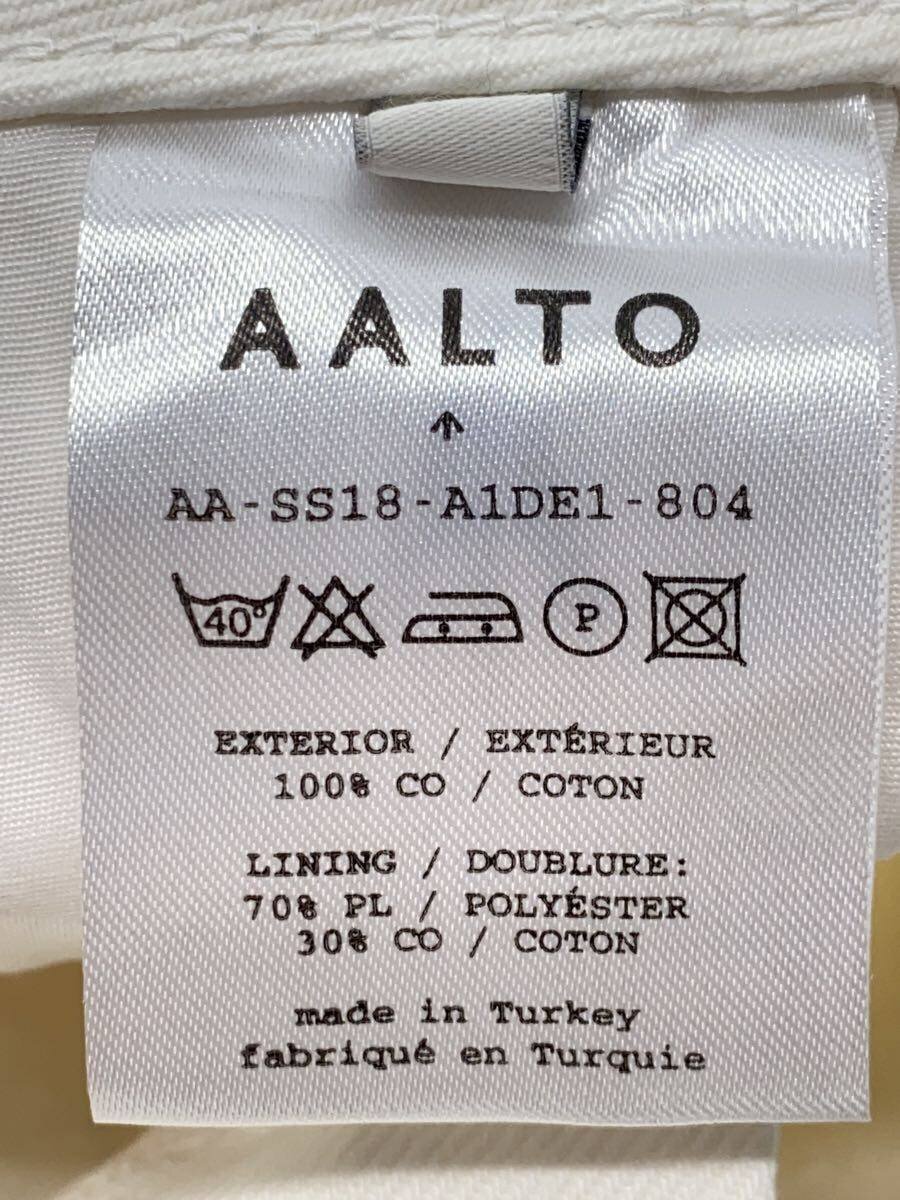 AALTO
AA-SS18-A1DE1-804
40° P
EXTERIOR / EXTÉRIEUR
100% CO / COTON
LINING / DOUBLURE:
70% PL / POLYÉSTER
30% CO / COTON
made in Turkey
fabriqué en Turquie